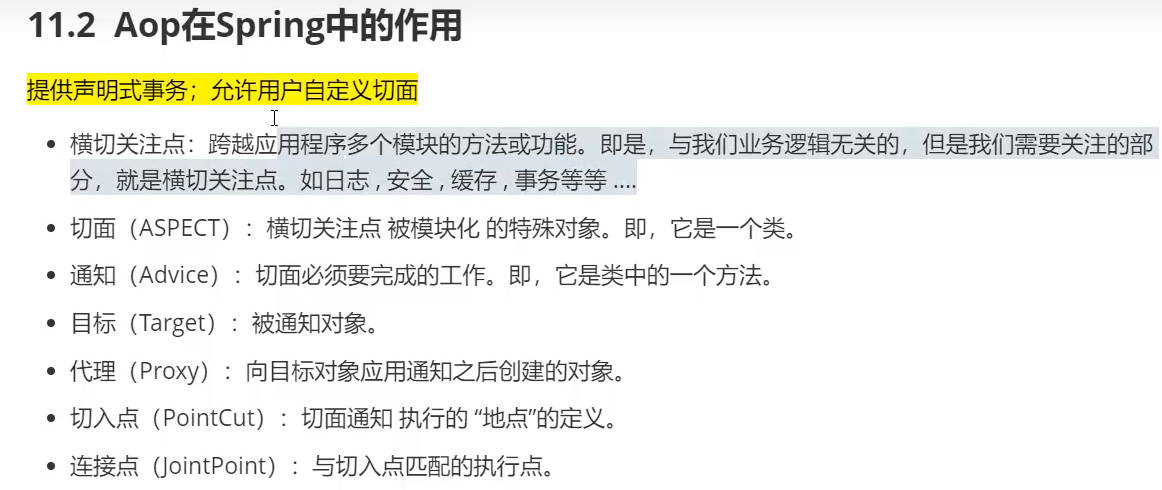 11.2 Aop在Spring中的作用
提供声明式事务；允许用户自定义切面
横切关注点：跨越应用程序多个模块的方法或功能。即是，与我们业务逻辑无关的，但是我们需要关注的部
分，就是横切关注点。如日志 , 安全 , 缓存 , 事务等等 ....
切面（ASPECT）：横切关注点 被模块化 的特殊对象。即，它是一个类。
通知（Advice）：切面必须要完成的工作。即，它是类中的一个方法。
目标（Target）：被通知对象。
代理（Proxy）：向目标对象应用通知之后创建的对象。
切入点（PointCut）：切面通知 执行的 “地点”的定义。
连接点（JointPoint）：与切入点匹配的执行点。